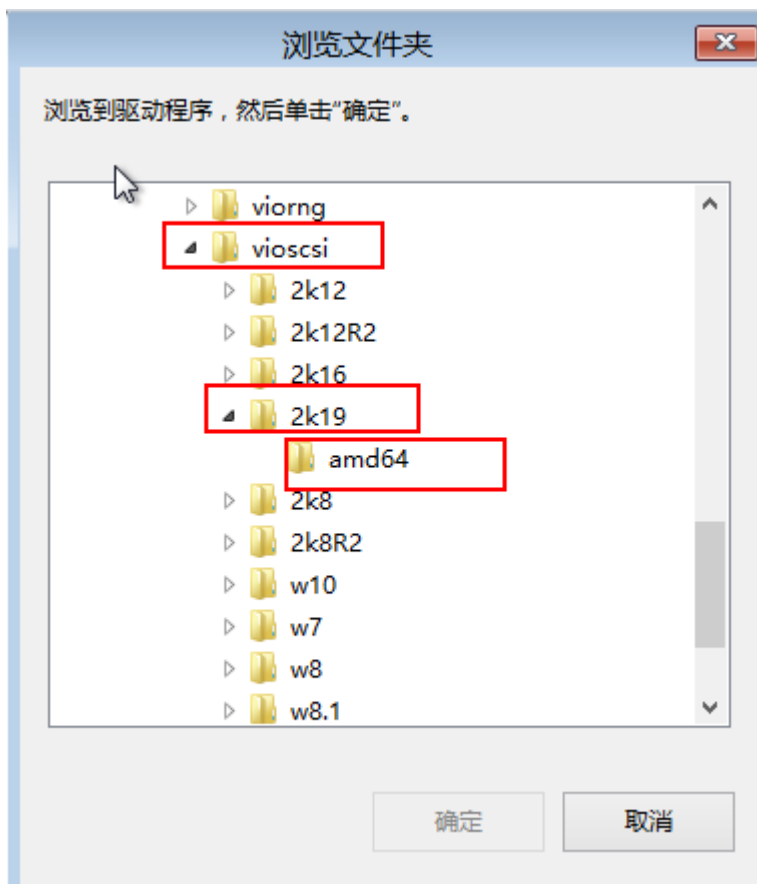 浏览文件夹
浏览到驱动程序，然后单击“确定”。
viorng
vioscsi
2k12
2k12R2
2k16
2k19
amd64
2k8
2k8R2
w10
w7
w8
w8.1
确定
取消